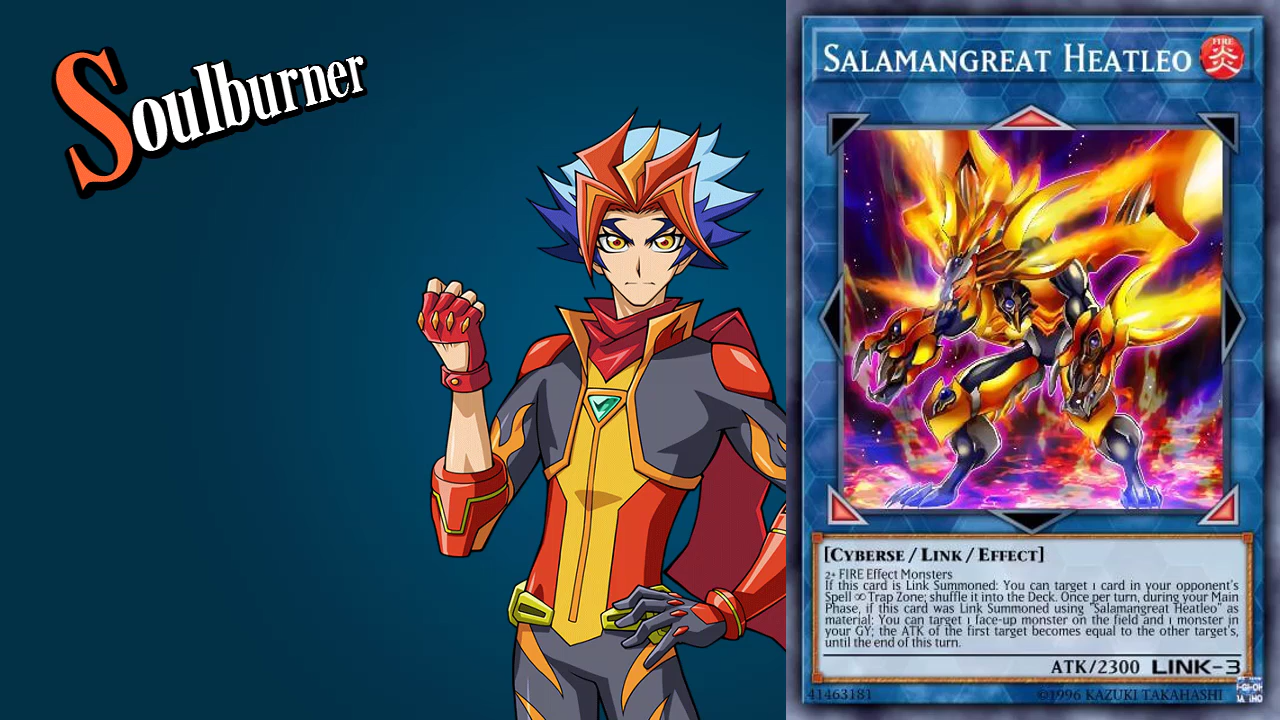 Soulburner
SALAMANGREAT HEATLEO
FIRE
炎
[CYBERSE / LINK / EFFECT]
2+ FIRE Effect Monsters
If this card is Link Summoned: You can target 1 card in your opponent's
Spell ∞ Trap Zone; shuffle it into the Deck. Once per turn, during your Main
Phase, if this card was Link Summoned using "Salamangreat Heatleo" as
material: You can target 1 face-up monster on the field and 1 monster in
your GY; the ATK of the first target becomes equal to the other target's,
until the end of this turn.
ATK/2300 LINK-3
41463181 ©1996 KAZUKI TAKAHASHI